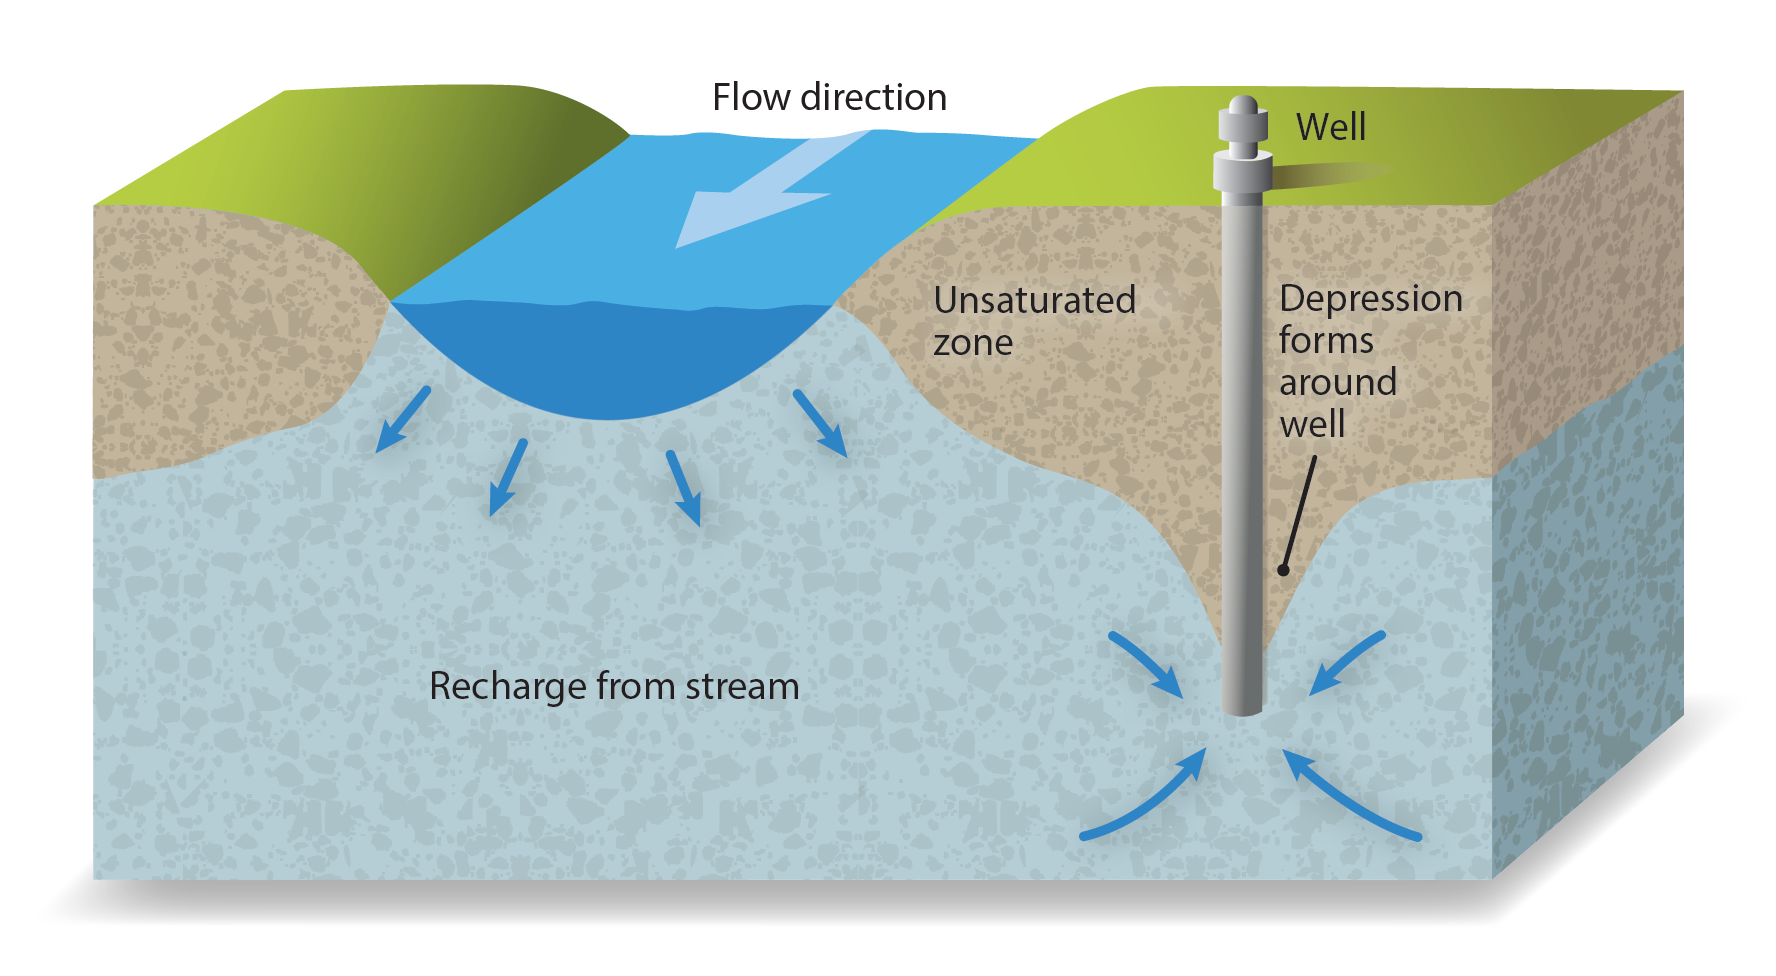 Flow direction
Well
Unsaturated
zone
Depression
forms
around
well
Recharge from stream